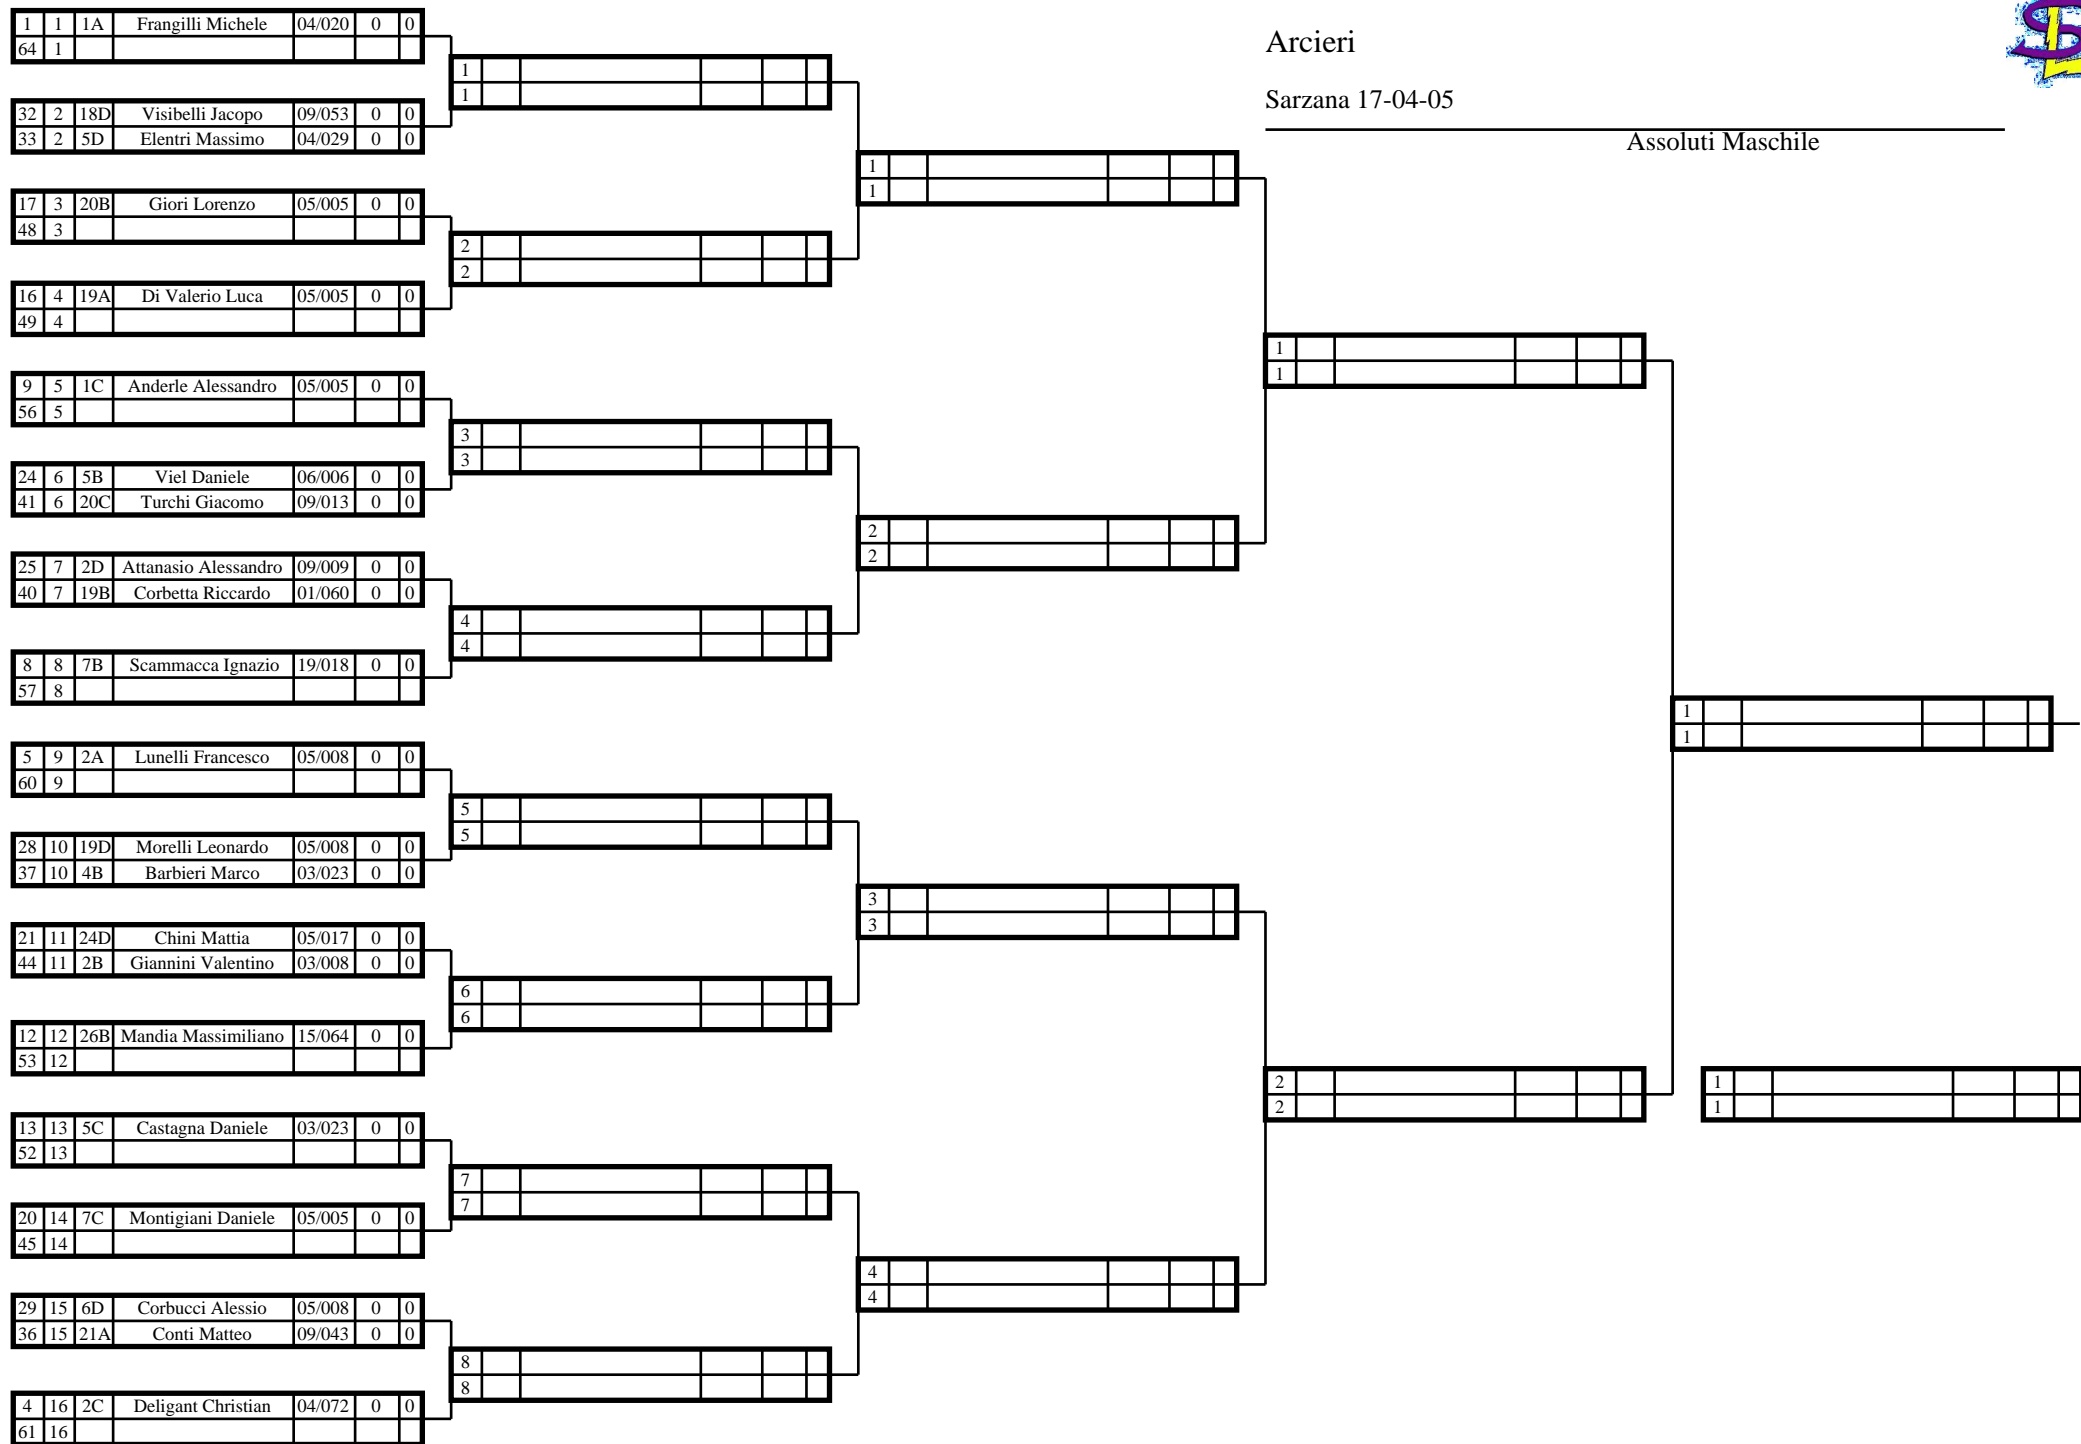 Arcieri
Sarzana 17-04-05
Assoluti Maschile
1 1 1A Frangilli Michele 04/020 0 0
64 1
32 2 18D Visibelli Jacopo 09/053 0 0
33 2 5D Elentri Massimo 04/029 0 0
17 3 20B Giori Lorenzo 05/005 0 0
48 3
16 4 19A Di Valerio Luca 05/005 0 0
49 4
9 5 1C Anderle Alessandro 05/005 0 0
56 5
24 6 5B Viel Daniele 06/006 0 0
41 6 20C Turchi Giacomo 09/013 0 0
25 7 2D Attanasio Alessandro 09/009 0 0
40 7 19B Corbetta Riccardo 01/060 0 0
8 8 7B Scammacca Ignazio 19/018 0 0
57 8
5 9 2A Lunelli Francesco 05/008 0 0
60 9
28 10 19D Morelli Leonardo 05/008 0 0
37 10 4B Barbieri Marco 03/023 0 0
21 11 24D Chini Mattia 05/017 0 0
44 11 2B Giannini Valentino 03/008 0 0
12 12 26B Mandia Massimiliano 15/064 0 0
53 12
13 13 5C Castagna Daniele 03/023 0 0
52 13
20 14 7C Montigiani Daniele 05/005 0 0
45 14
29 15 6D Corbucci Alessio 05/008 0 0
36 15 21A Conti Matteo 09/043 0 0
4 16 2C Deligant Christian 04/072 0 0
61 16
1
1
2
2
3
3
4
4
5
5
6
6
7
7
8
8
1
1
2
2
3
3
4
4
1
1
2
2
1
1
1
1